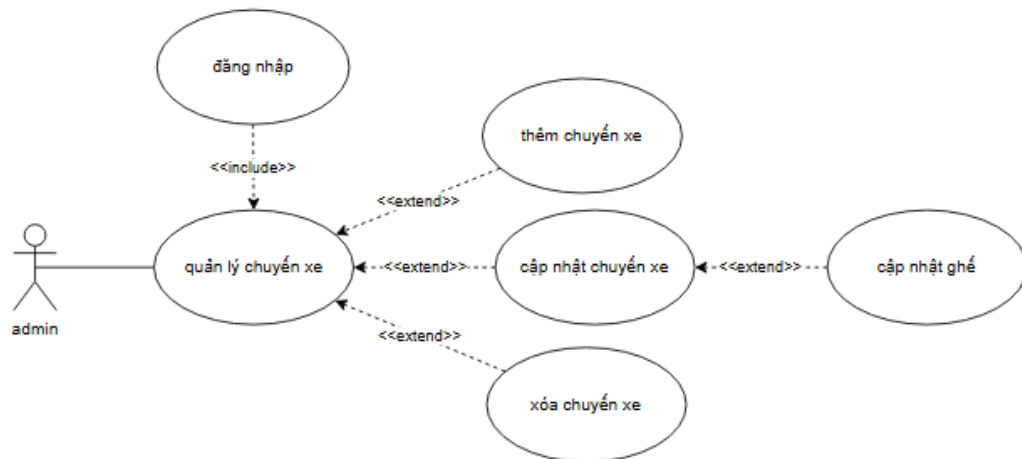 đăng nhập
thêm chuyến xe
<<include>>
<<extend>>
quản lý chuyến xe
<<extend>>
cập nhật chuyến xe
<<extend>>
cập nhật ghế
admin
<<extend>>
xóa chuyến xe